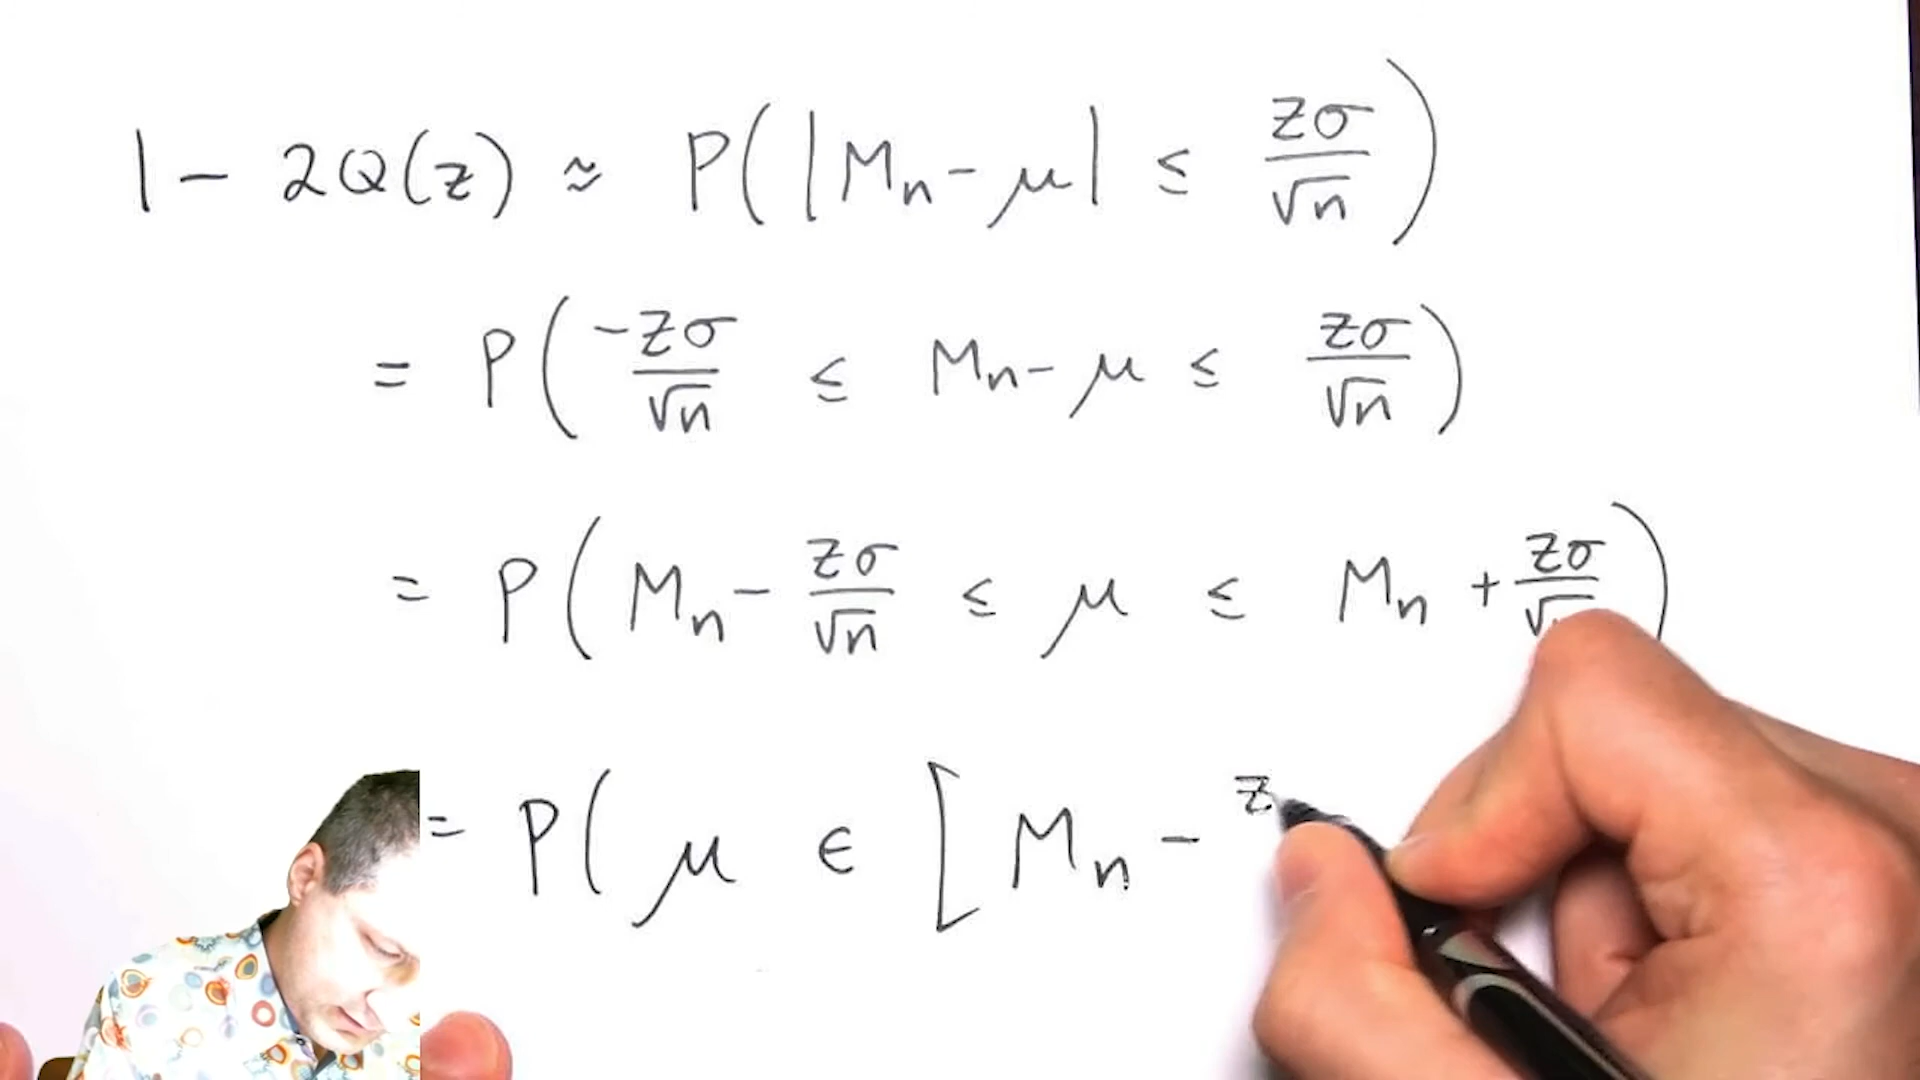 1 - 2Q(z) ≈ P( |Mn - μ| ≤ zσ/√n )
= P( -zσ/√n ≤ Mn - μ ≤ zσ/√n )
= P( Mn - zσ/√n ≤ μ ≤ Mn + zσ/√ )
= P( μ ∈ [ Mn - z